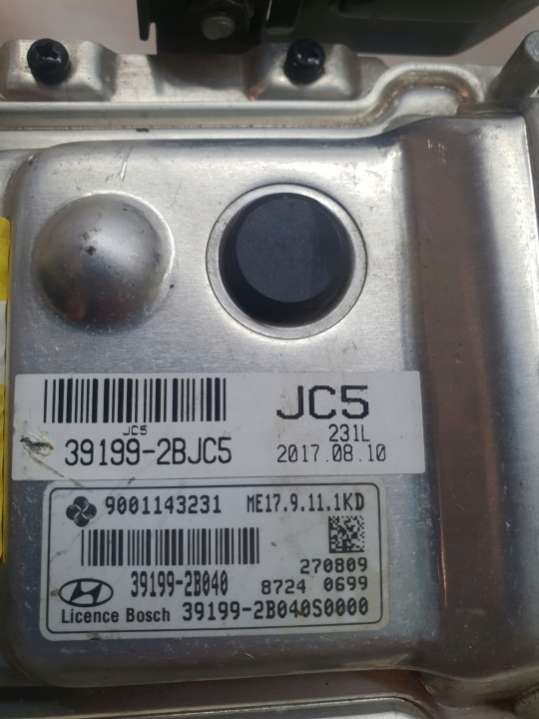 JC5
JC5
231L
39199-2BJC5
2017.08.10
9001143231 ME17.9.11.1KD
270809
39199-2B040
8724 0699
Licence Bosch 39199-2B040S0000